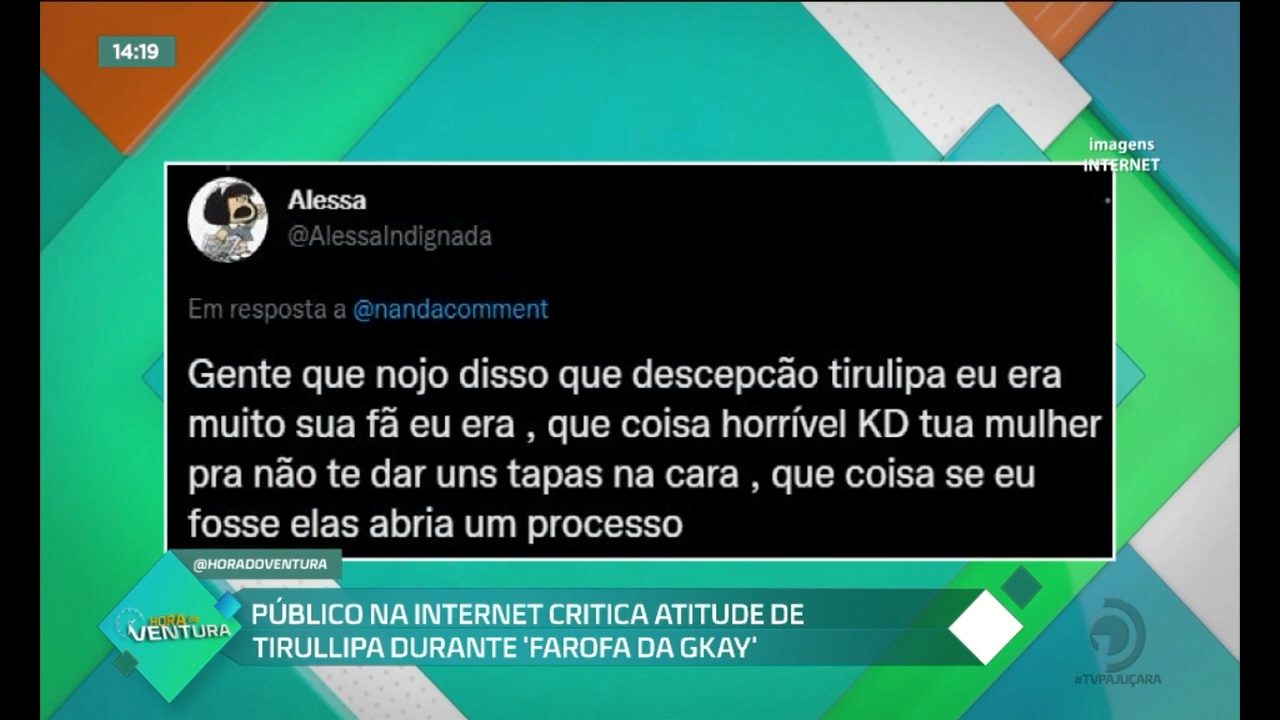 14:19
imagens
INTERNET
Alessa
@AlessaIndignada
Em resposta a @nandacomment
Gente que nojo disso que descepcão tirulipa eu era
muito sua fã eu era , que coisa horrível KD tua mulher
pra não te dar uns tapas na cara , que coisa se eu
fosse elas abria um processo
@HORADOVENTURA
HORA DO
VENTURA
PÚBLICO NA INTERNET CRITICA ATITUDE DE
TIRULLIPA DURANTE 'FAROFA DA GKAY'
#TVPAJUÇARA